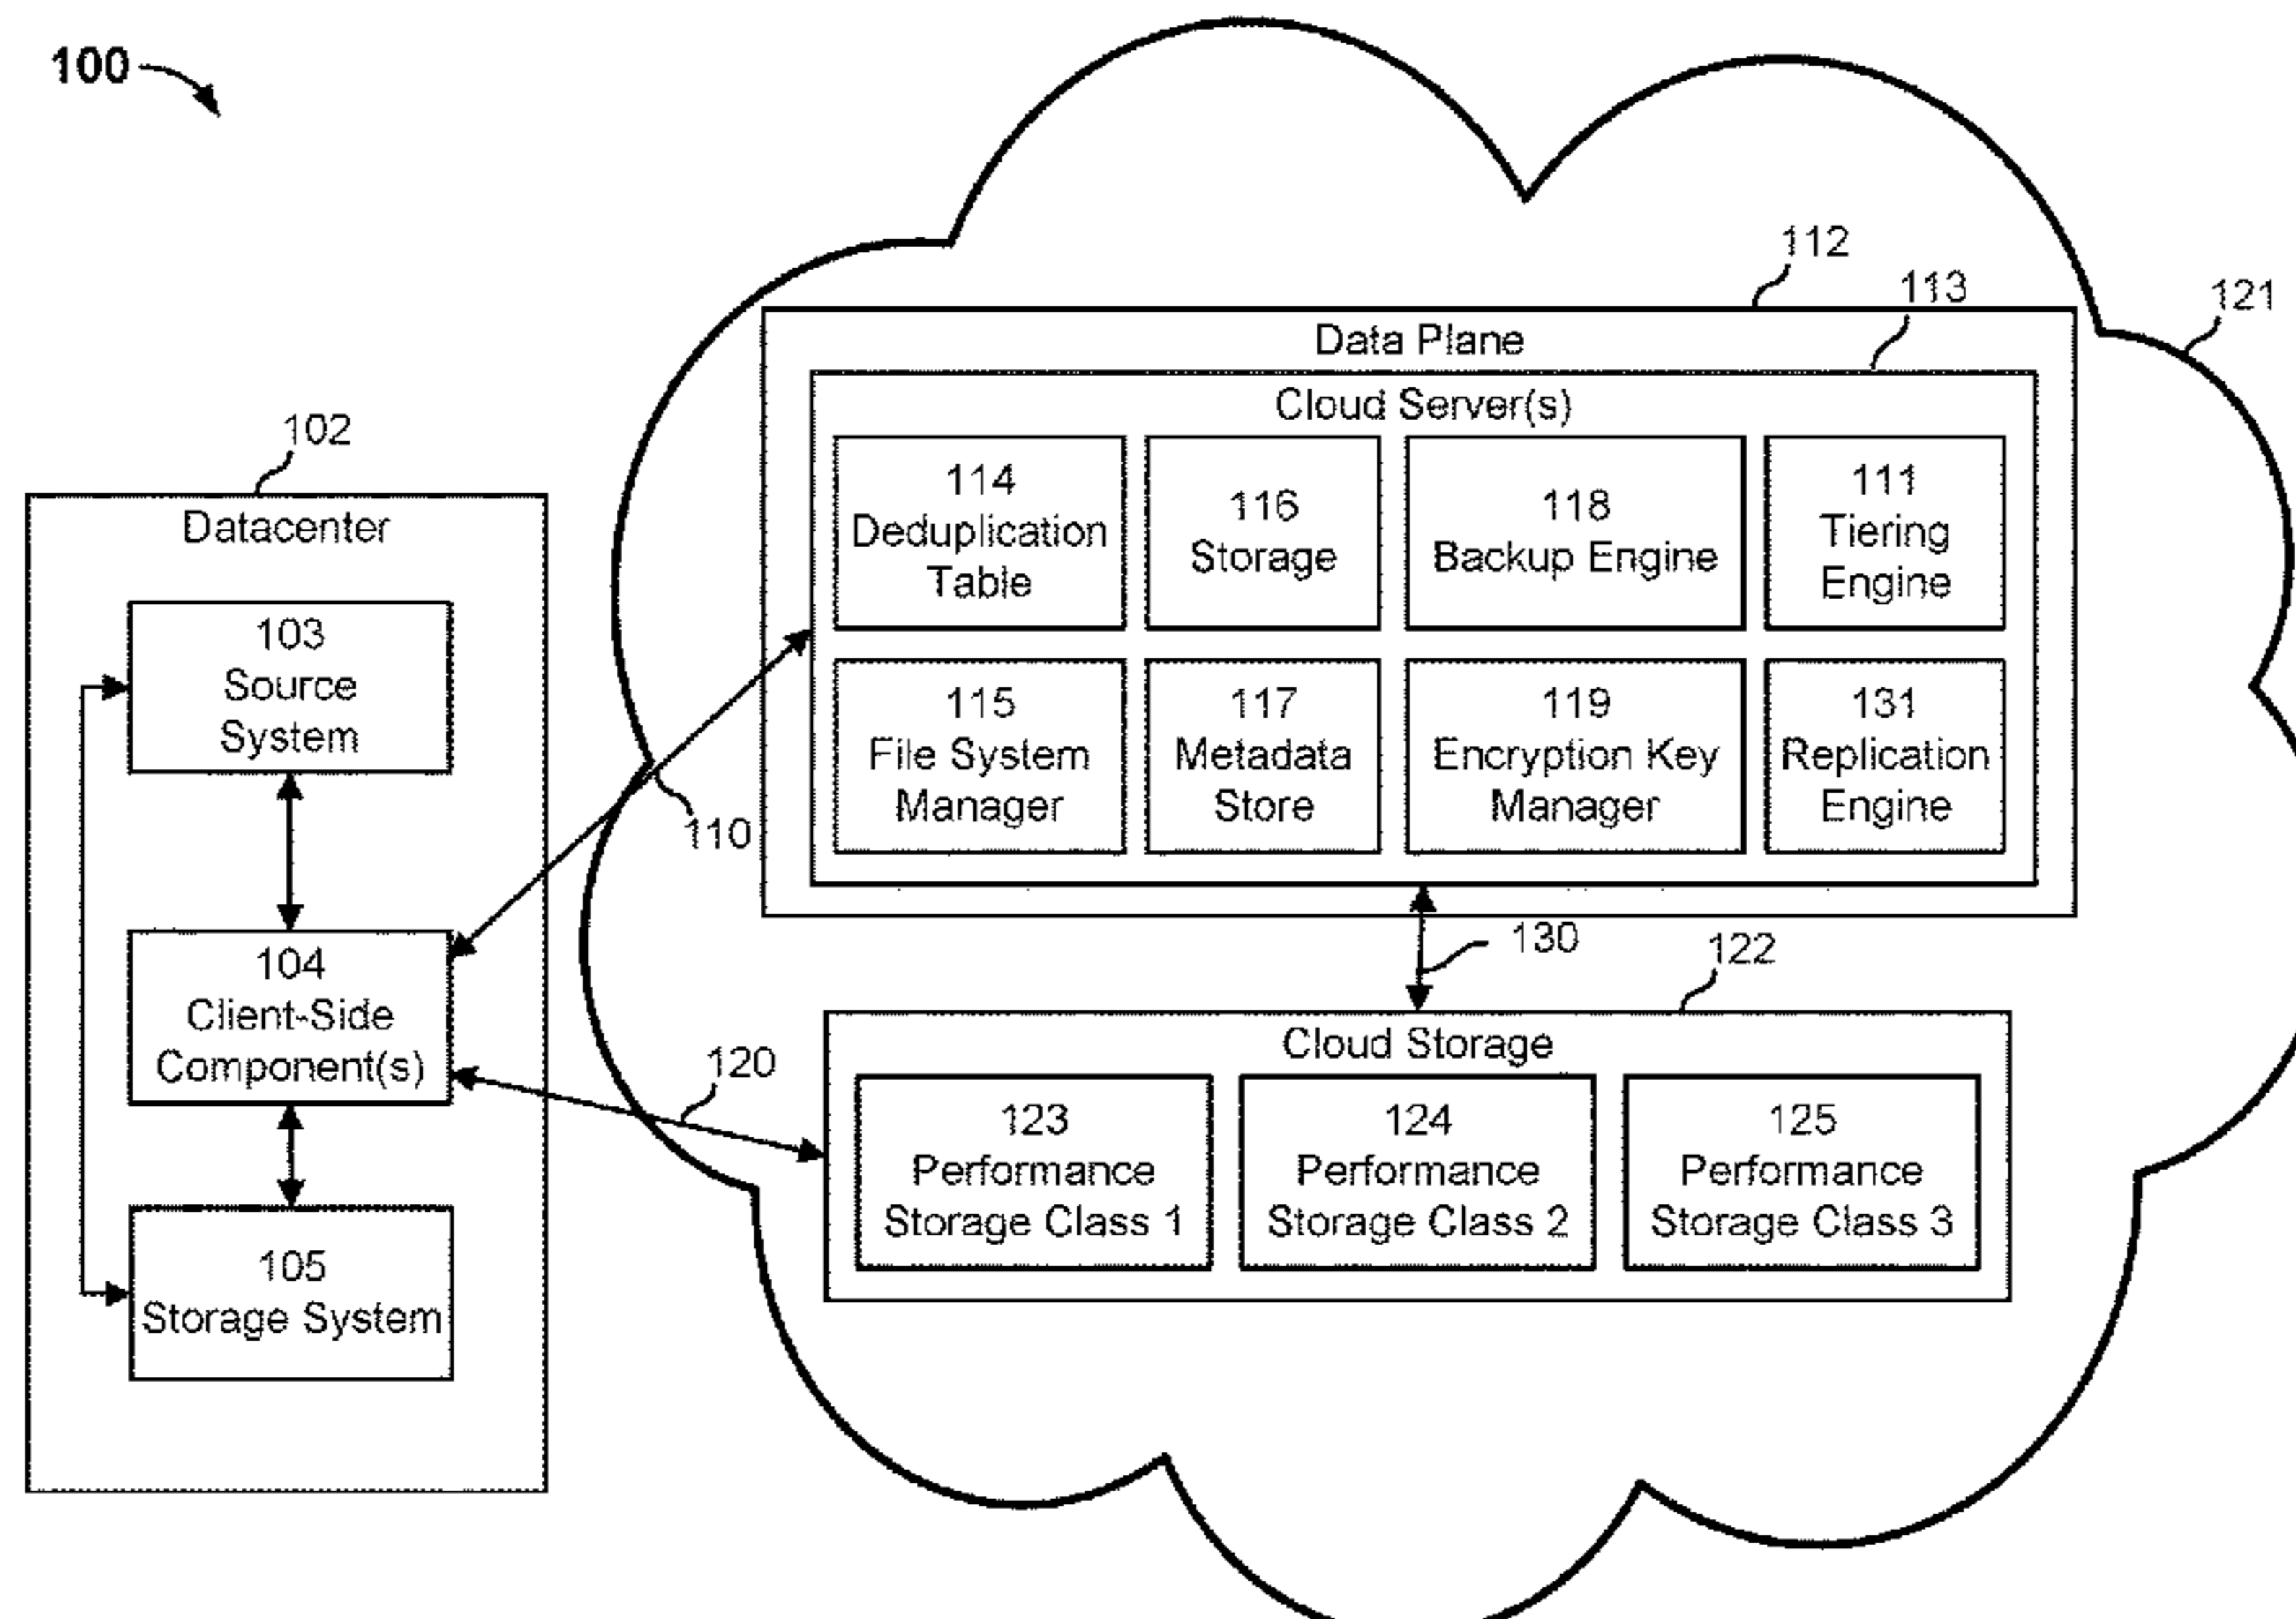 100
112
113
121
Data Plane
Cloud Server(s)
102
Datacenter
114
Deduplication
Table
116
Storage
118
Backup Engine
111
Tiering
Engine
103
Source
System
115
File System
Manager
117
Metadata
Store
119
Encryption Key
Manager
131
Replication
Engine
110
104
Client-Side
Component(s)
130
122
120
Cloud Storage
123
Performance
Storage Class 1
124
Performance
Storage Class 2
125
Performance
Storage Class 3
105
Storage System